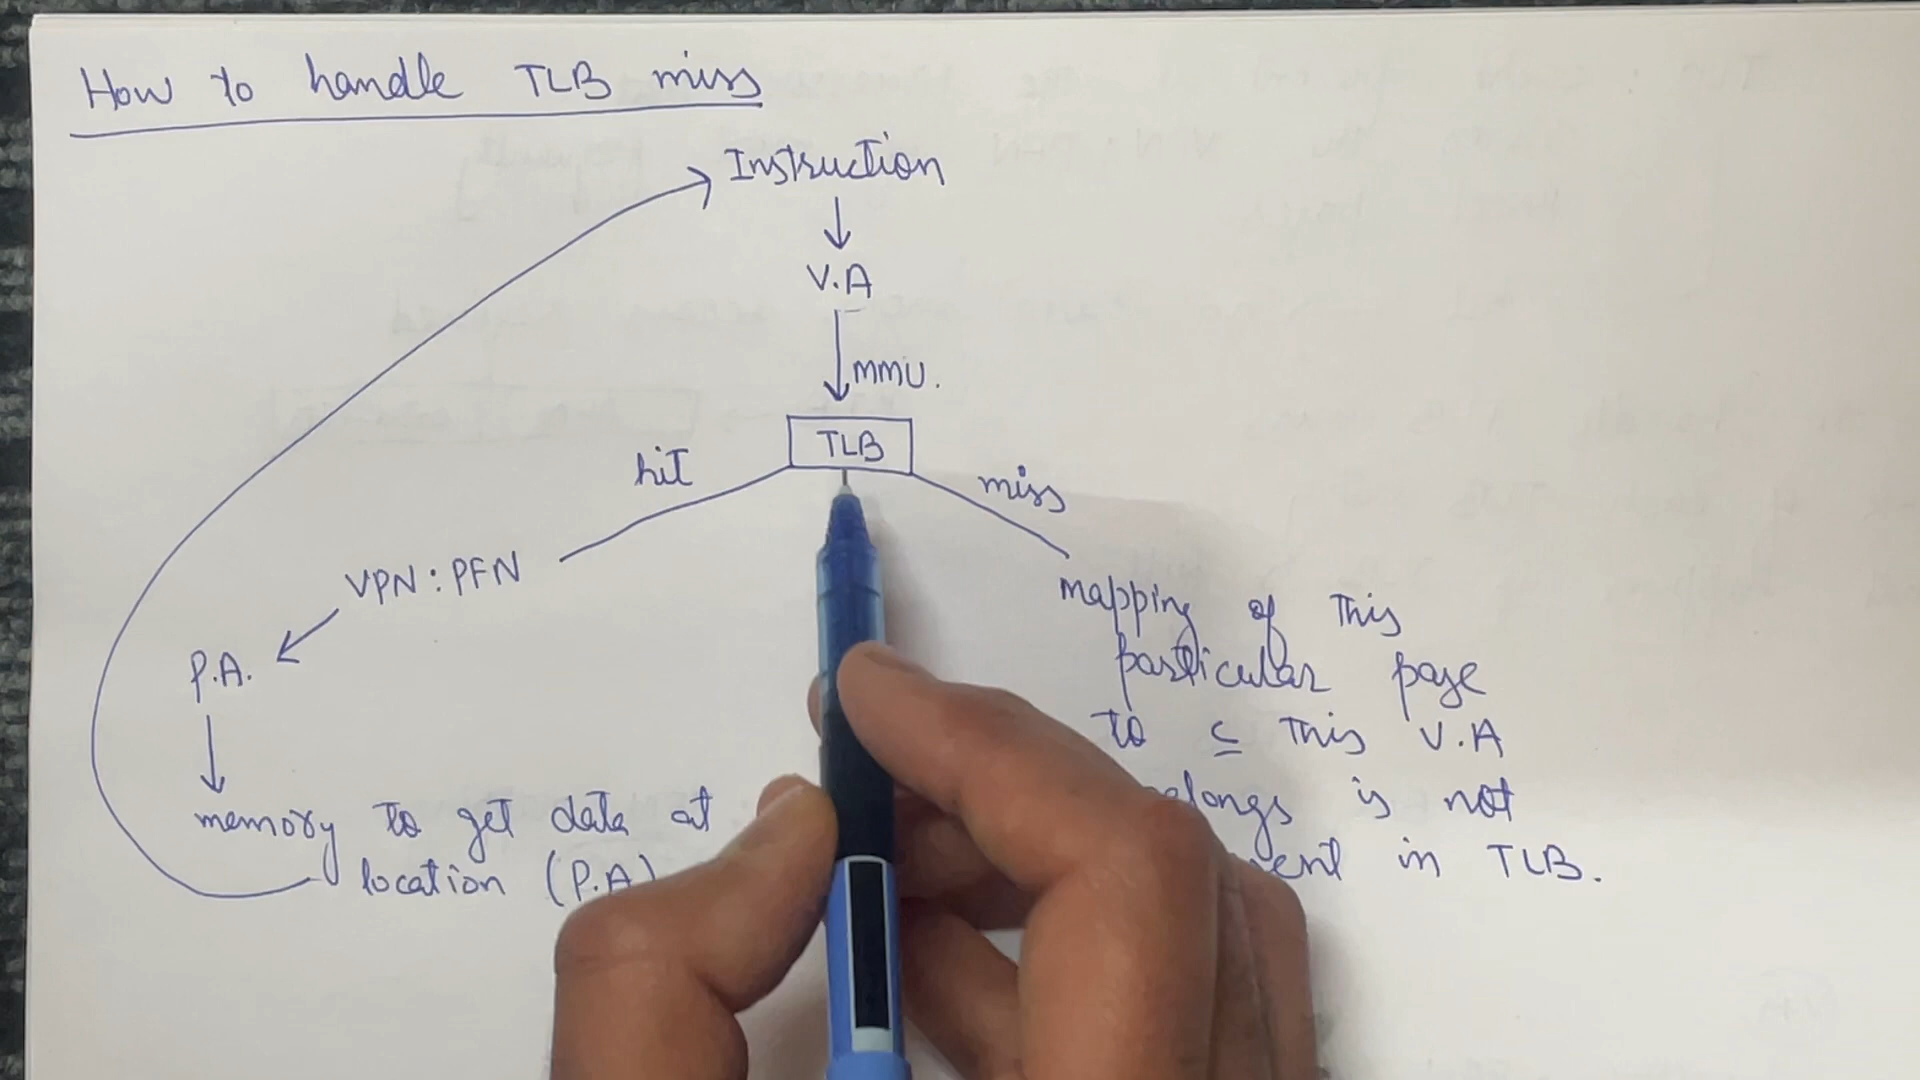 How to handle TLB miss
Instruction
V.A
MMU.
TLB
hit
miss
VPN : PFN
P.A.
memory to get data at
location (P.A)
mapping of this
particular page
to ⊆ this V.A
is not
in TLB.